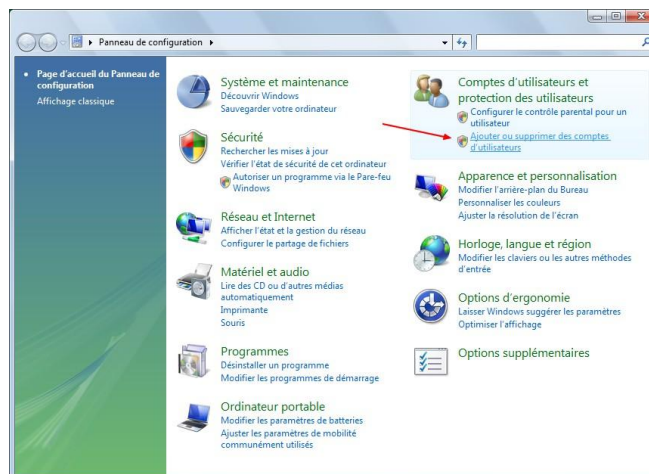 Panneau de configuration
Page d'accueil du Panneau de
configuration
Affichage classique
Système et maintenance
Découvrir Windows
Sauvegarder votre ordinateur
Sécurité
Rechercher les mises à jour
Vérifier l'état de sécurité de cet ordinateur
Autoriser un programme via le Pare-feu
Windows
Réseau et Internet
Afficher l'état et la gestion du réseau
Configurer le partage de fichiers
Matériel et audio
Lire des CD ou d'autres médias
automatiquement
Imprimante
Souris
Programmes
Désinstaller un programme
Modifier les programmes de démarrage
Ordinateur portable
Modifier les paramètres de batteries
Ajuster les paramètres de mobilité
communément utilisés
Comptes d'utilisateurs et
protection des utilisateurs
Configurer le contrôle parental pour un
utilisateur
Ajouter ou supprimer des comptes
d'utilisateurs
Apparence et personnalisation
Modifier l'arrière-plan du Bureau
Personnaliser les couleurs
Ajuster la résolution de l'écran
Horloge, langue et région
Modifier les claviers ou les autres méthodes
d'entrée
Options d'ergonomie
Laisser Windows suggérer les paramètres
Optimiser l'affichage
Options supplémentaires